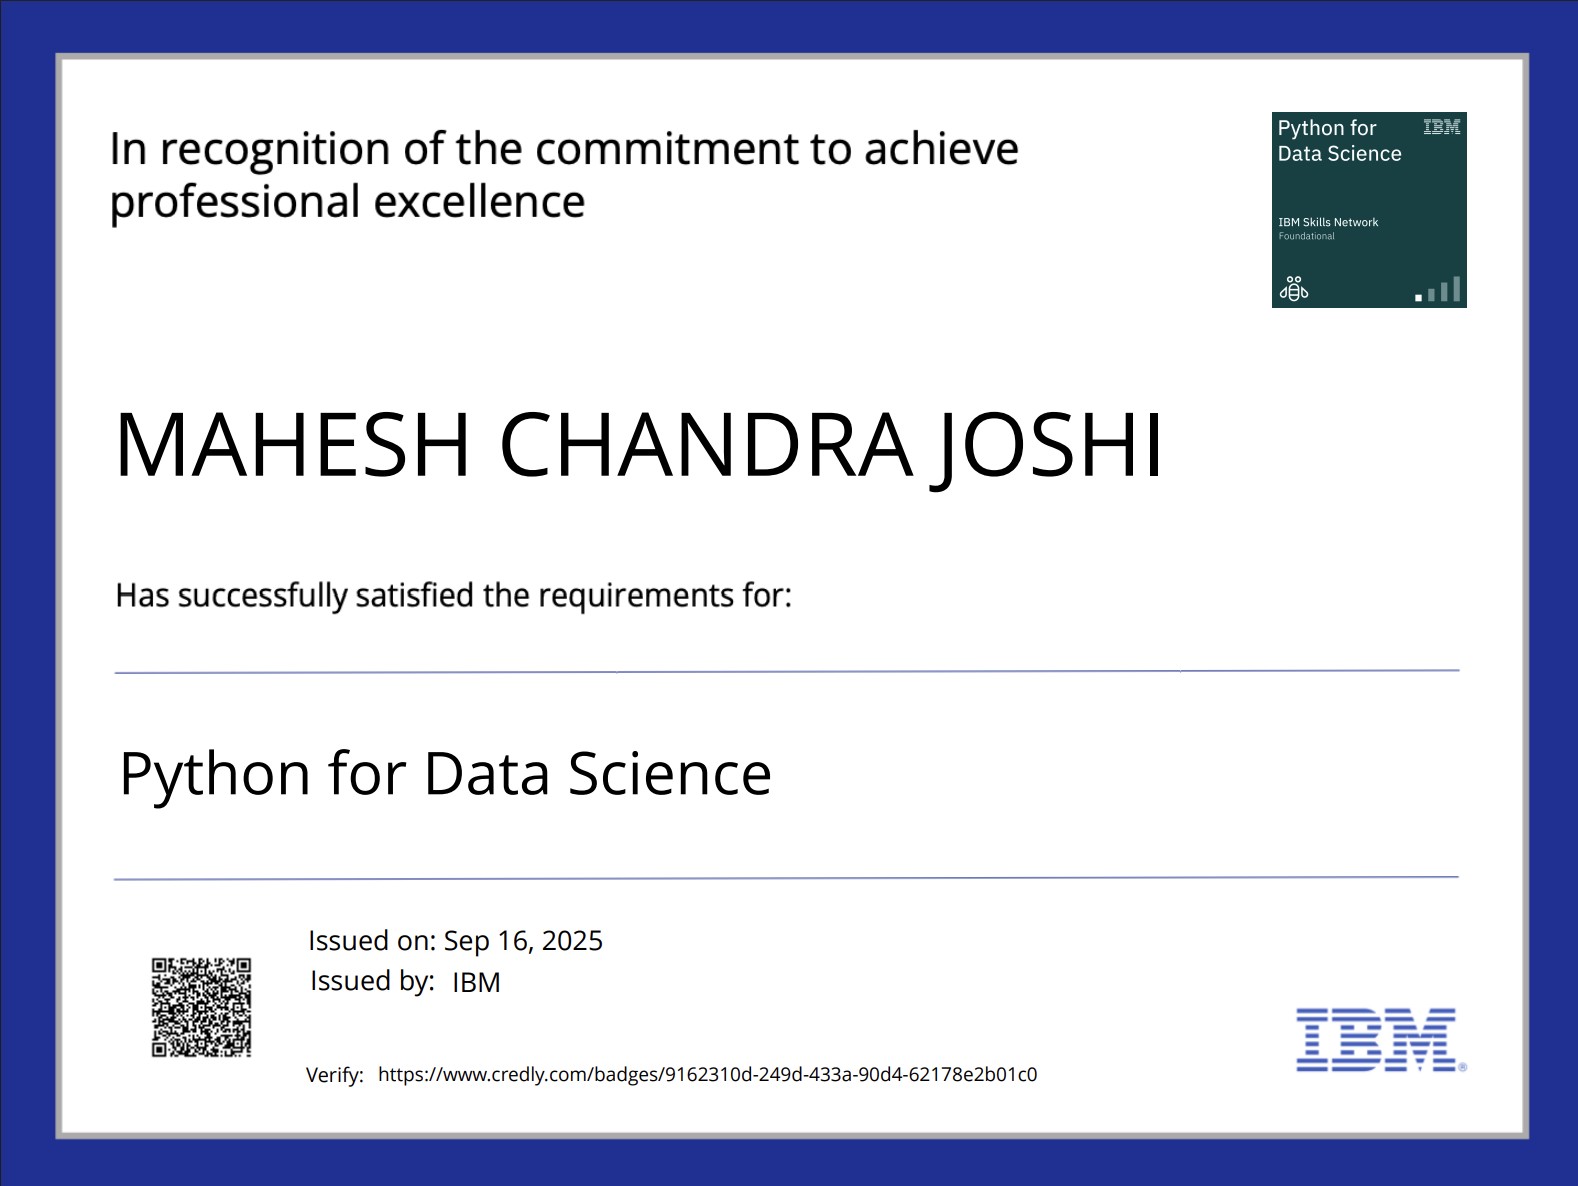 In recognition of the commitment to achieve
professional excellence
Python for
Data Science
IBM
IBM Skills Network
Foundational
MAHESH CHANDRA JOSHI
Has successfully satisfied the requirements for:
Python for Data Science
Issued on: Sep 16, 2025
Issued by: IBM
Verify: https://www.credly.com/badges/9162310d-249d-433a-90d4-62178e2b01c0
IBM®